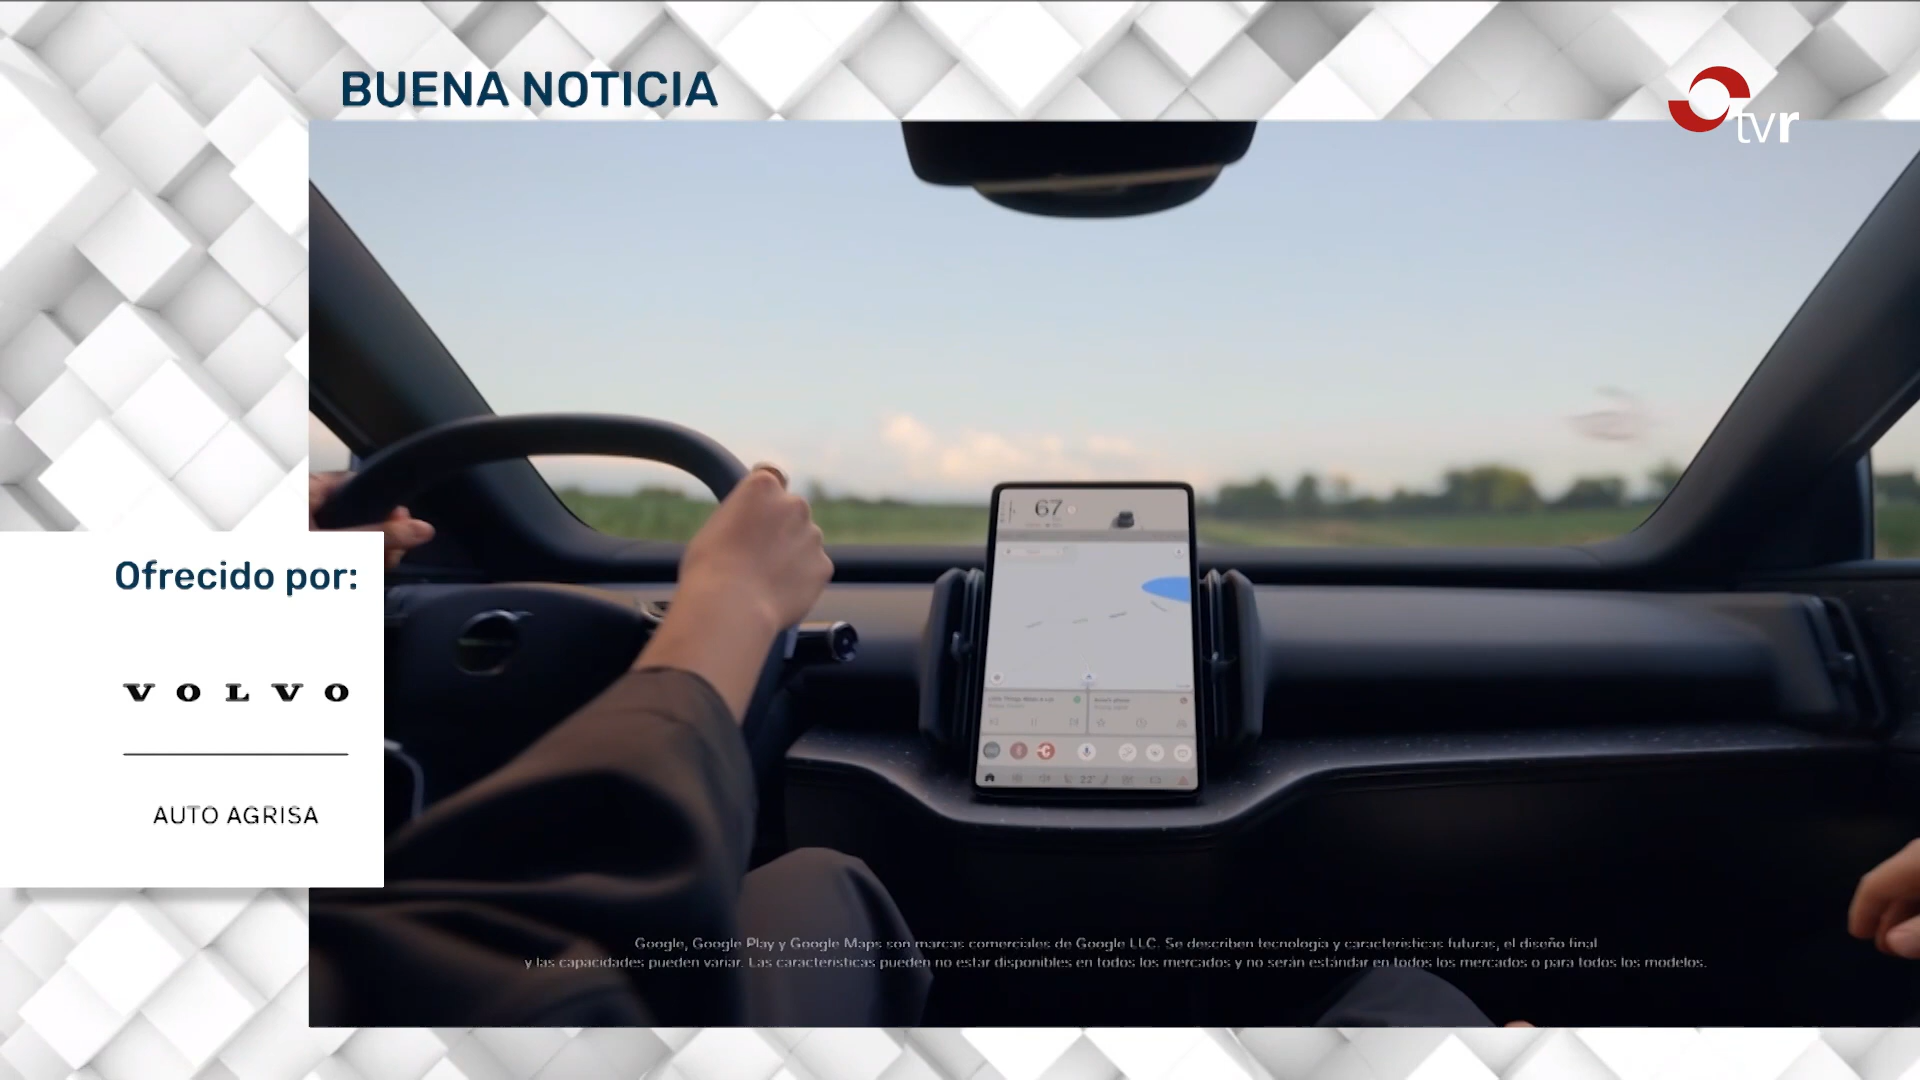 BUENA NOTICIA
tvr
67
Ofrecido por:
VOLVO
AUTO AGRISA
22°
Google, Google Play y Google Maps son marcas comerciales de Google LLC. Se describen tecnología y características futuras, el diseño final
y las capacidades pueden variar. Las características pueden no estar disponibles en todos los mercados y no serán estándar en todos los mercados o para todos los modelos.